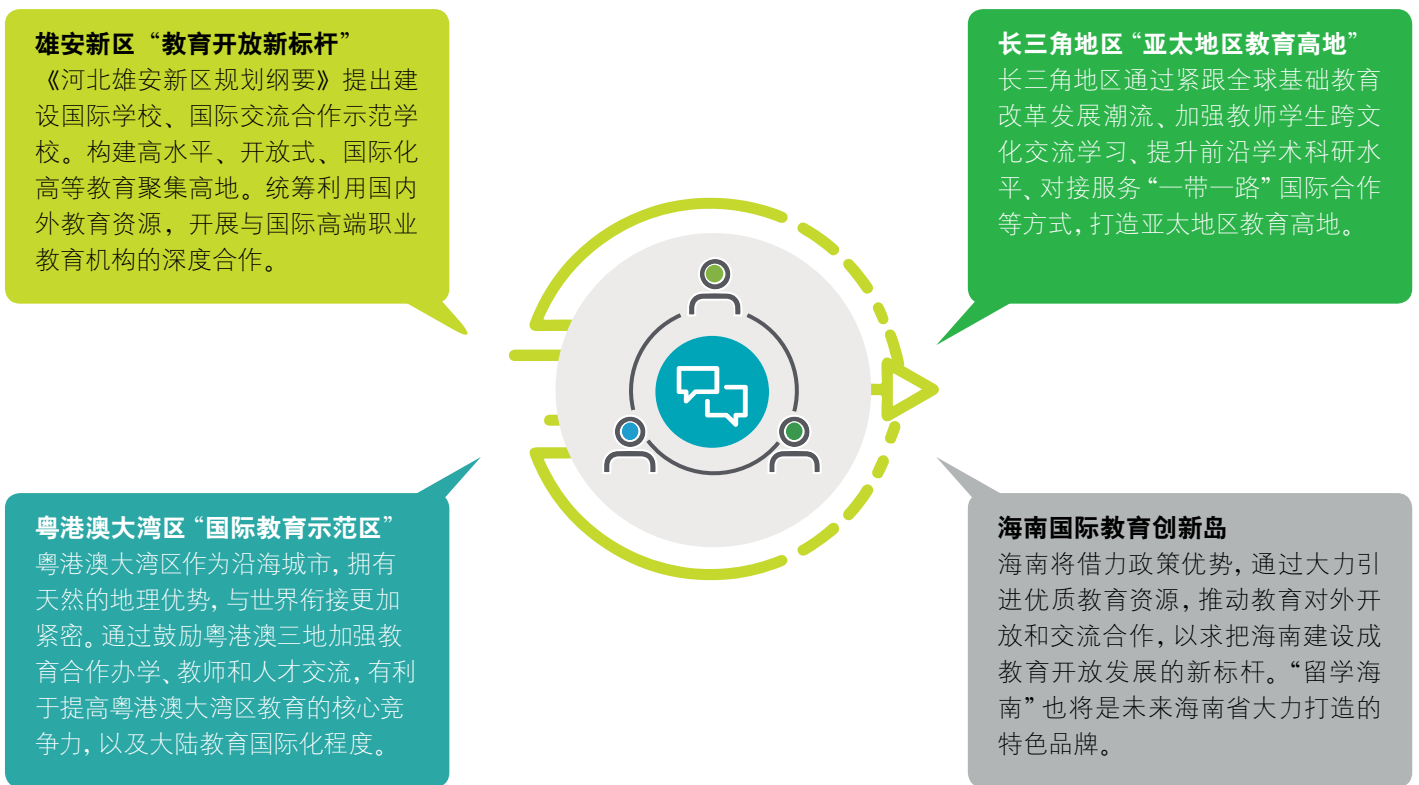 雄安新区“教育开放新标杆”
《河北雄安新区规划纲要》提出建
设国际学校、国际交流合作示范学
校。构建高水平、开放式、国际化
高等教育聚集高地。统筹利用国内
外教育资源，开展与国际高端职业
教育机构的深度合作。
长三角地区“亚太地区教育高地”
长三角地区通过紧跟全球基础教育
改革发展潮流、加强教师学生跨文
化交流学习、提升前沿学术科研水
平、对接服务“一带一路”国际合作
等方式，打造亚太地区教育高地。
粤港澳大湾区“国际教育示范区”
粤港澳大湾区作为沿海城市，拥有
天然的地理优势，与世界衔接更加
紧密。通过鼓励粤港澳三地加强教
育合作办学、教师和人才交流，有利
于提高粤港澳大湾区教育的核心竞
争力，以及大陆教育国际化程度。
海南国际教育创新岛
海南将借力政策优势，通过大力引
进优质教育资源，推动教育对外开
放和交流合作，以求把海南建设成
教育开放发展的新标杆。“留学海
南”也将是未来海南省大力打造的
特色品牌。